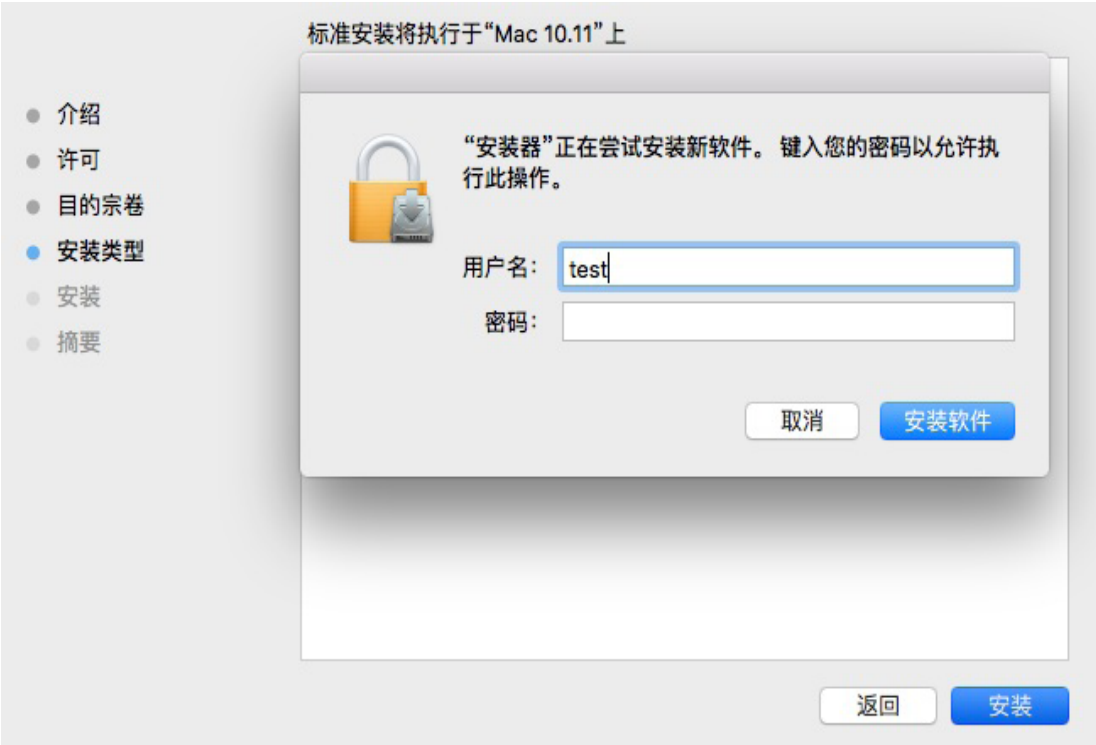 标准安装将执行于“Mac 10.11”上
介绍
许可
目的宗卷
安装类型
安装
摘要
“安装器”正在尝试安装新软件。 键入您的密码以允许执
行此操作。
用户名: test
密码:
取消 安装软件
返回 安装